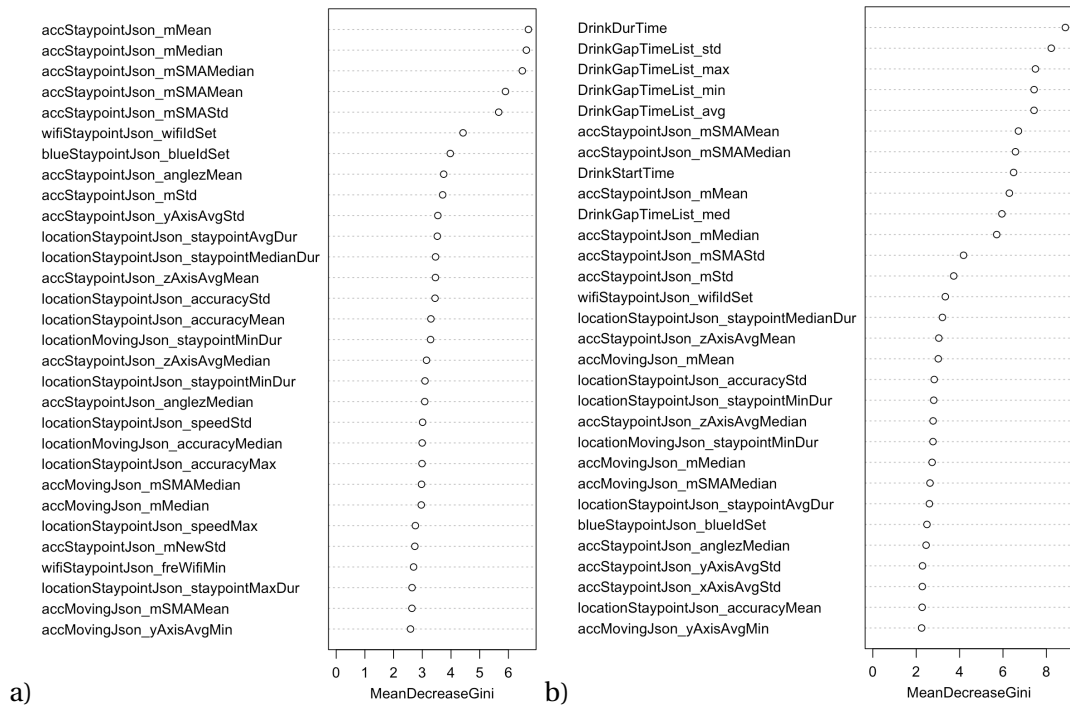 accStaypointJson_mMean
accStaypointJson_mMedian
accStaypointJson_mSMAMedian
accStaypointJson_mSMAMean
accStaypointJson_mSMAStd
wifiStaypointJson_wifiIdSet
blueStaypointJson_blueIdSet
accStaypointJson_anglezMean
accStaypointJson_mStd
accStaypointJson_yAxisAvgStd
locationStaypointJson_staypointAvgDur
locationStaypointJson_staypointMedianDur
accStaypointJson_zAxisAvgMean
locationStaypointJson_accuracyStd
locationStaypointJson_accuracyMean
locationMovingJson_staypointMinDur
accStaypointJson_zAxisAvgMedian
locationStaypointJson_staypointMinDur
accStaypointJson_anglezMedian
locationStaypointJson_speedStd
locationMovingJson_accuracyMedian
locationStaypointJson_accuracyMax
accMovingJson_mSMAMedian
accMovingJson_mMedian
locationStaypointJson_speedMax
accStaypointJson_mNewStd
wifiStaypointJson_freWifiMin
locationStaypointJson_staypointMaxDur
accMovingJson_mSMAMean
accMovingJson_yAxisAvgMin
0 1 2 3 4 5 6
MeanDecreaseGini
a)
DrinkDurTime
DrinkGapTimeList_std
DrinkGapTimeList_max
DrinkGapTimeList_min
DrinkGapTimeList_avg
accStaypointJson_mSMAMean
accStaypointJson_mSMAMedian
DrinkStartTime
accStaypointJson_mMean
DrinkGapTimeList_med
accStaypointJson_mMedian
accStaypointJson_mSMAStd
accStaypointJson_mStd
wifiStaypointJson_wifiIdSet
locationStaypointJson_staypointMedianDur
accStaypointJson_zAxisAvgMean
accMovingJson_mMean
locationStaypointJson_accuracyStd
locationStaypointJson_staypointMinDur
accStaypointJson_zAxisAvgMedian
locationMovingJson_staypointMinDur
accMovingJson_mMedian
accMovingJson_mSMAMedian
locationStaypointJson_staypointAvgDur
blueStaypointJson_blueIdSet
accStaypointJson_anglezMedian
accStaypointJson_yAxisAvgStd
accStaypointJson_xAxisAvgStd
locationStaypointJson_accuracyMean
accMovingJson_yAxisAvgMin
0 2 4 6 8
MeanDecreaseGini
b)